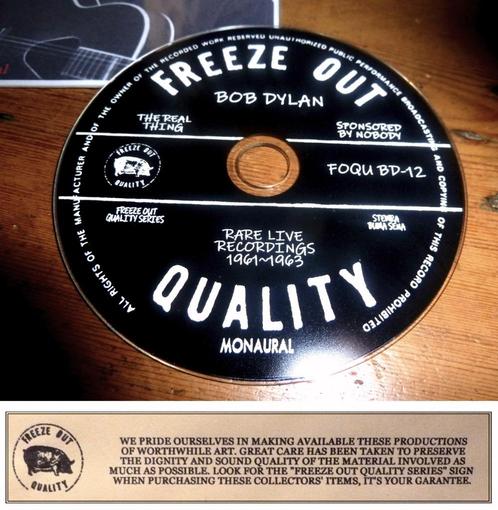 ALL RIGHTS OF THE MANUFACTURER AND OF THE OWNER OF THE RECORDED WORK RESERVED UNAUTHORIZED PUBLIC PERFORMANCE BROADCASTING AND COPYING OF THIS RECORD PROHIBITED
FREEZE OUT
BOB DYLAN
THE REAL
THING
SPONSORED
BY NOBODY
FREEZE OUT
QUALITY
FOQU BD-12
FREEZE OUT
QUALITY SERIES
STEMRA
BUMA
RARE LIVE
RECORDINGS
1961~1963
QUALITY
MONAURAL
FREEZE OUT
QUALITY
WE PRIDE OURSELVES IN MAKING AVAILABLE THESE PRODUCTIONS
OF WORTHWHILE ART. GREAT CARE HAS BEEN TAKEN TO PRESERVE
THE DIGNITY AND SOUND QUALITY OF THE MATERIAL INVOLVED AS
MUCH AS POSSIBLE. LOOK FOR THE "FREEZE OUT QUALITY SERIES" SIGN
WHEN PURCHASING THESE COLLECTORS' ITEMS, IT'S YOUR GARANTEE.